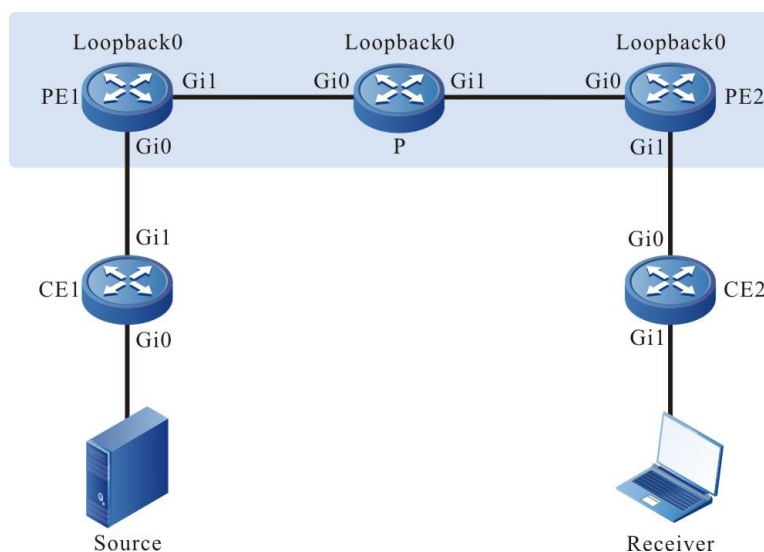 Loopback0 Loopback0 Loopback0
PE1 Gi1 Gi0 Gi1 Gi0 PE2
Gi0 P Gi1
Gi1 Gi0
CE1 CE2
Gi0 Gi1
Source Receiver